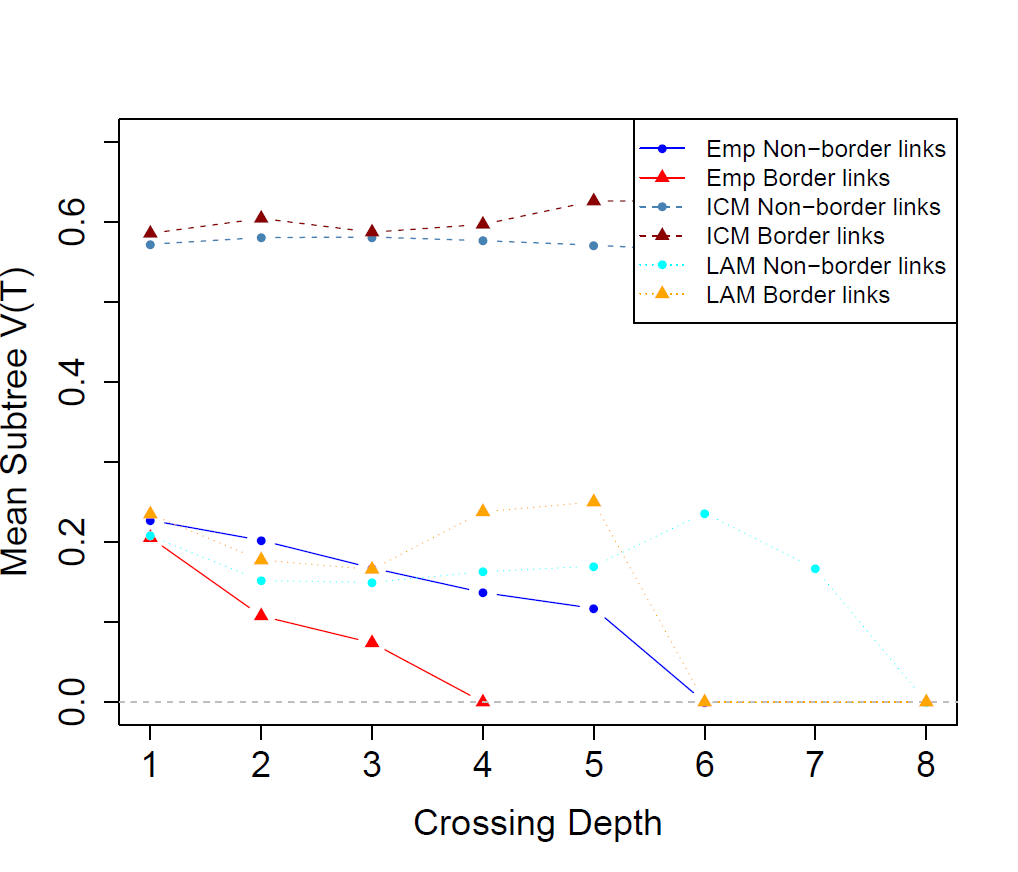 Emp Non−border links
Emp Border links
ICM Non−border links
ICM Border links
LAM Non−border links
LAM Border links
Mean Subtree V(T)
0.6
0.4
0.2
0.0
1 2 3 4 5 6 7 8
Crossing Depth